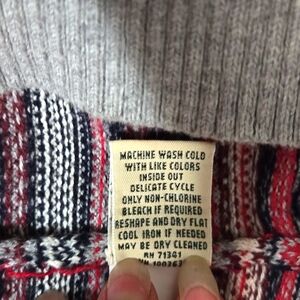 MACHINE WASH COLD
WITH LIKE COLORS
INSIDE OUT
DELICATE CYCLE
ONLY NON-CHLORINE
BLEACH IF REQUIRED
RESHAPE AND DRY FLAT
COOL IRON IF NEEDED
MAY BE DRY CLEANED
RN 71341